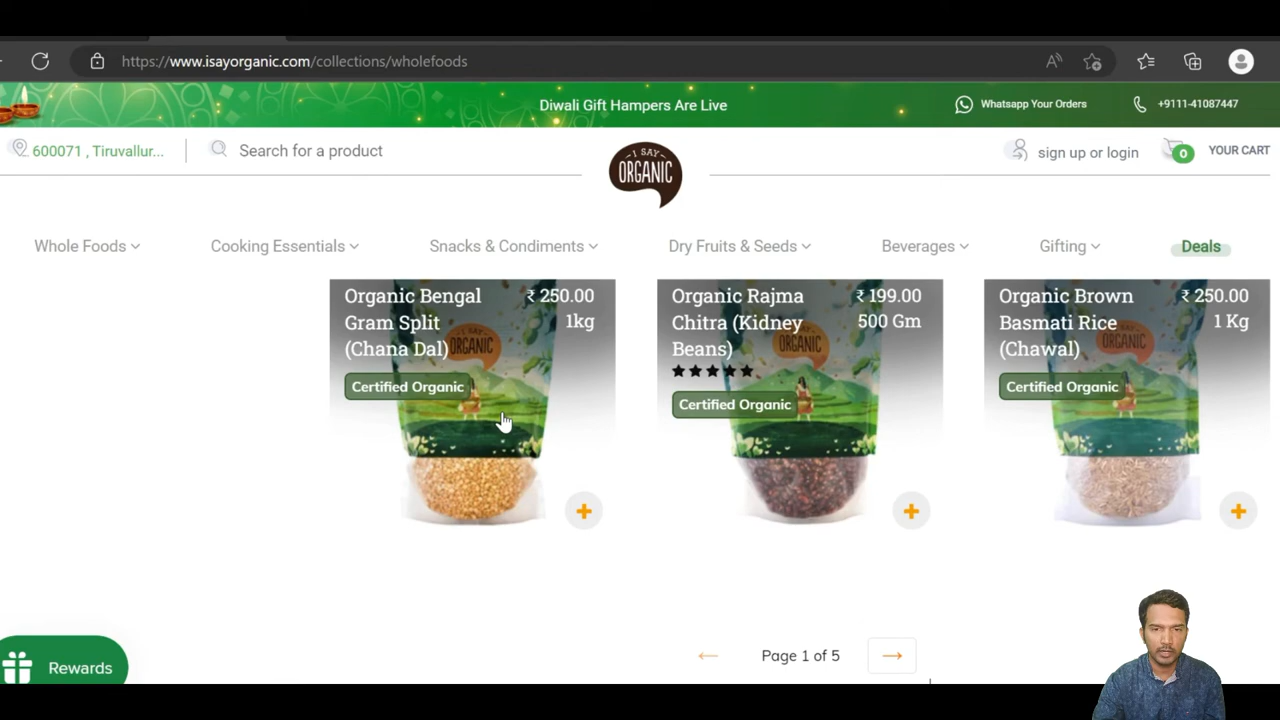 https://www.isayorganic.com/collections/wholefoods
Diwali Gift Hampers Are Live
Whatsapp Your Orders
+9111-41087447
600071 , Tiruvallur...
Search for a product
I SAY
ORGANIC
sign up or login
0
YOUR CART
Whole Foods
Cooking Essentials
Snacks & Condiments
Dry Fruits & Seeds
Beverages
Gifting
Deals
Organic Bengal
Gram Split
(Chana Dal)
₹ 250.00
1kg
ORGANIC
Certified Organic
Organic Rajma
Chitra (Kidney
Beans)
₹ 199.00
500 Gm
ORGANIC
Certified Organic
Organic Brown
Basmati Rice
(Chawal)
₹ 250.00
1 Kg
ORGANIC
Certified Organic
Page 1 of 5
Rewards